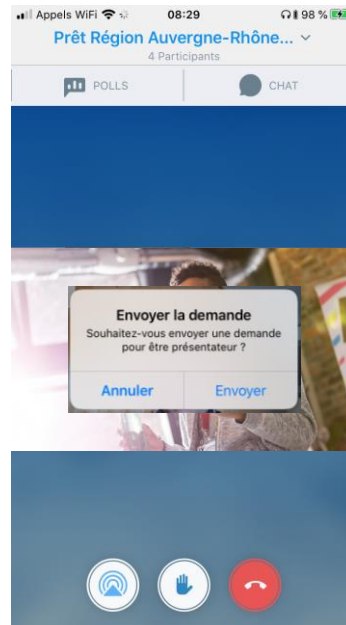 Appels WiFi 08:29 98 %
Prêt Région Auvergne-Rhône...
4 Participants
POLLS CHAT
Envoyer la demande
Souhaitez-vous envoyer une demande
pour être présentateur ?
Annuler Envoyer